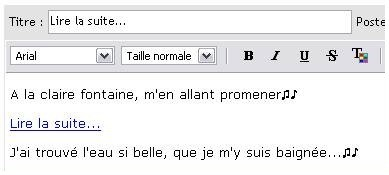 Titre : Lire la suite... Poste
Arial Taille normale B I U S T
A la claire fontaine, m'en allant promener♫♪
Lire la suite...
J'ai trouvé l'eau si belle, que je m'y suis baignée...♫♪